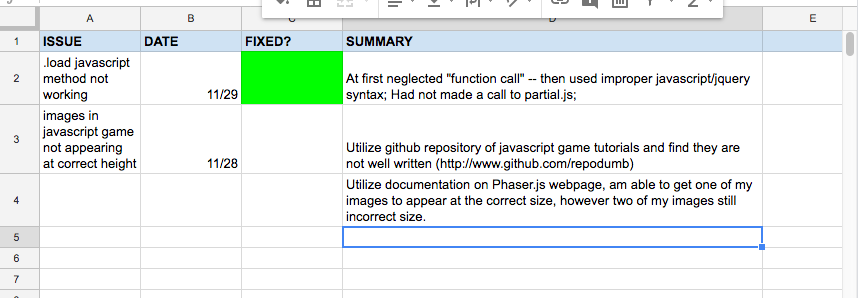 A B C D E
1 ISSUE DATE FIXED? SUMMARY
.load javascript
method not
working
2
11/29
At first neglected "function call" -- then used improper javascript/jquery
syntax; Had not made a call to partial.js;
images in
javascript game
not appearing
at correct height
3
11/28
Utilize github repository of javascript game tutorials and find they are
not well written (http://www.github.com/repodumb)
4
Utilize documentation on Phaser.js webpage, am able to get one of my
images to appear at the correct size, however two of my images still
incorrect size.
5
6
7